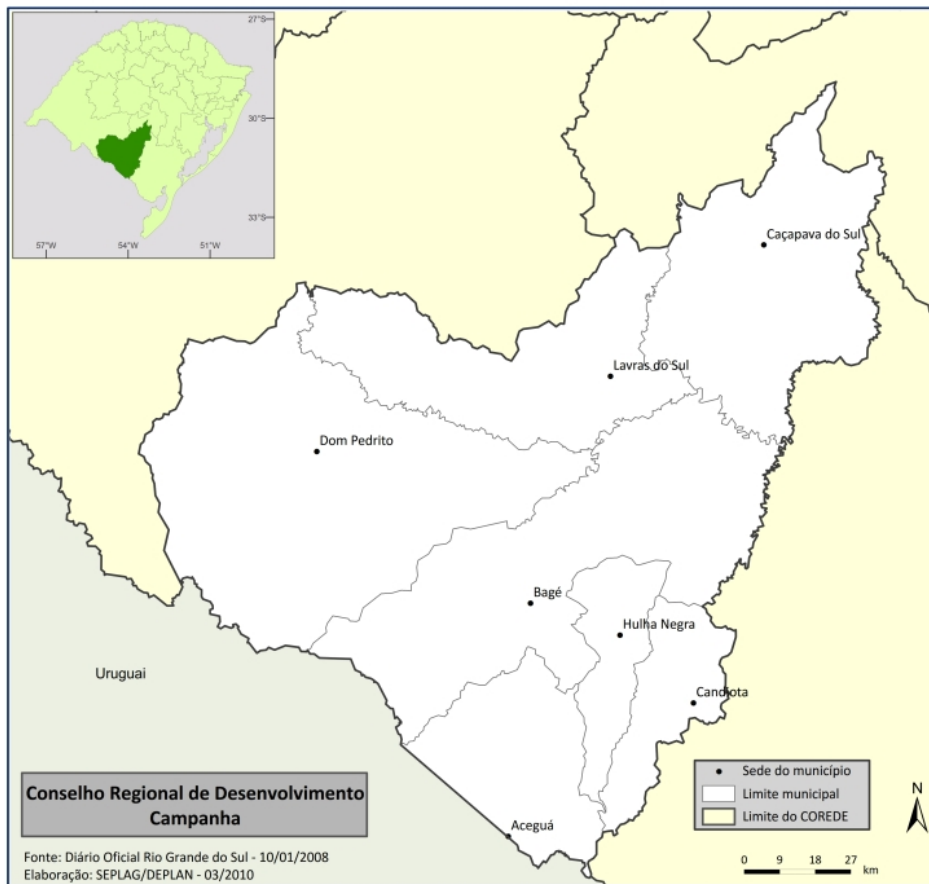 27°S
30°S
33°S
57°W
54°W
51°W
Caçapava do Sul
Lavras do Sul
Dom Pedrito
Bagé
Hulha Negra
Candiota
Aceguá
Uruguai
Conselho Regional de Desenvolvimento
Campanha
Fonte: Diário Oficial Rio Grande do Sul - 10/01/2008
Elaboração: SEPLAG/DEPLAN - 03/2010
Sede do município
Limite municipal
Limite do COREDE
N
0 9 18 27
km